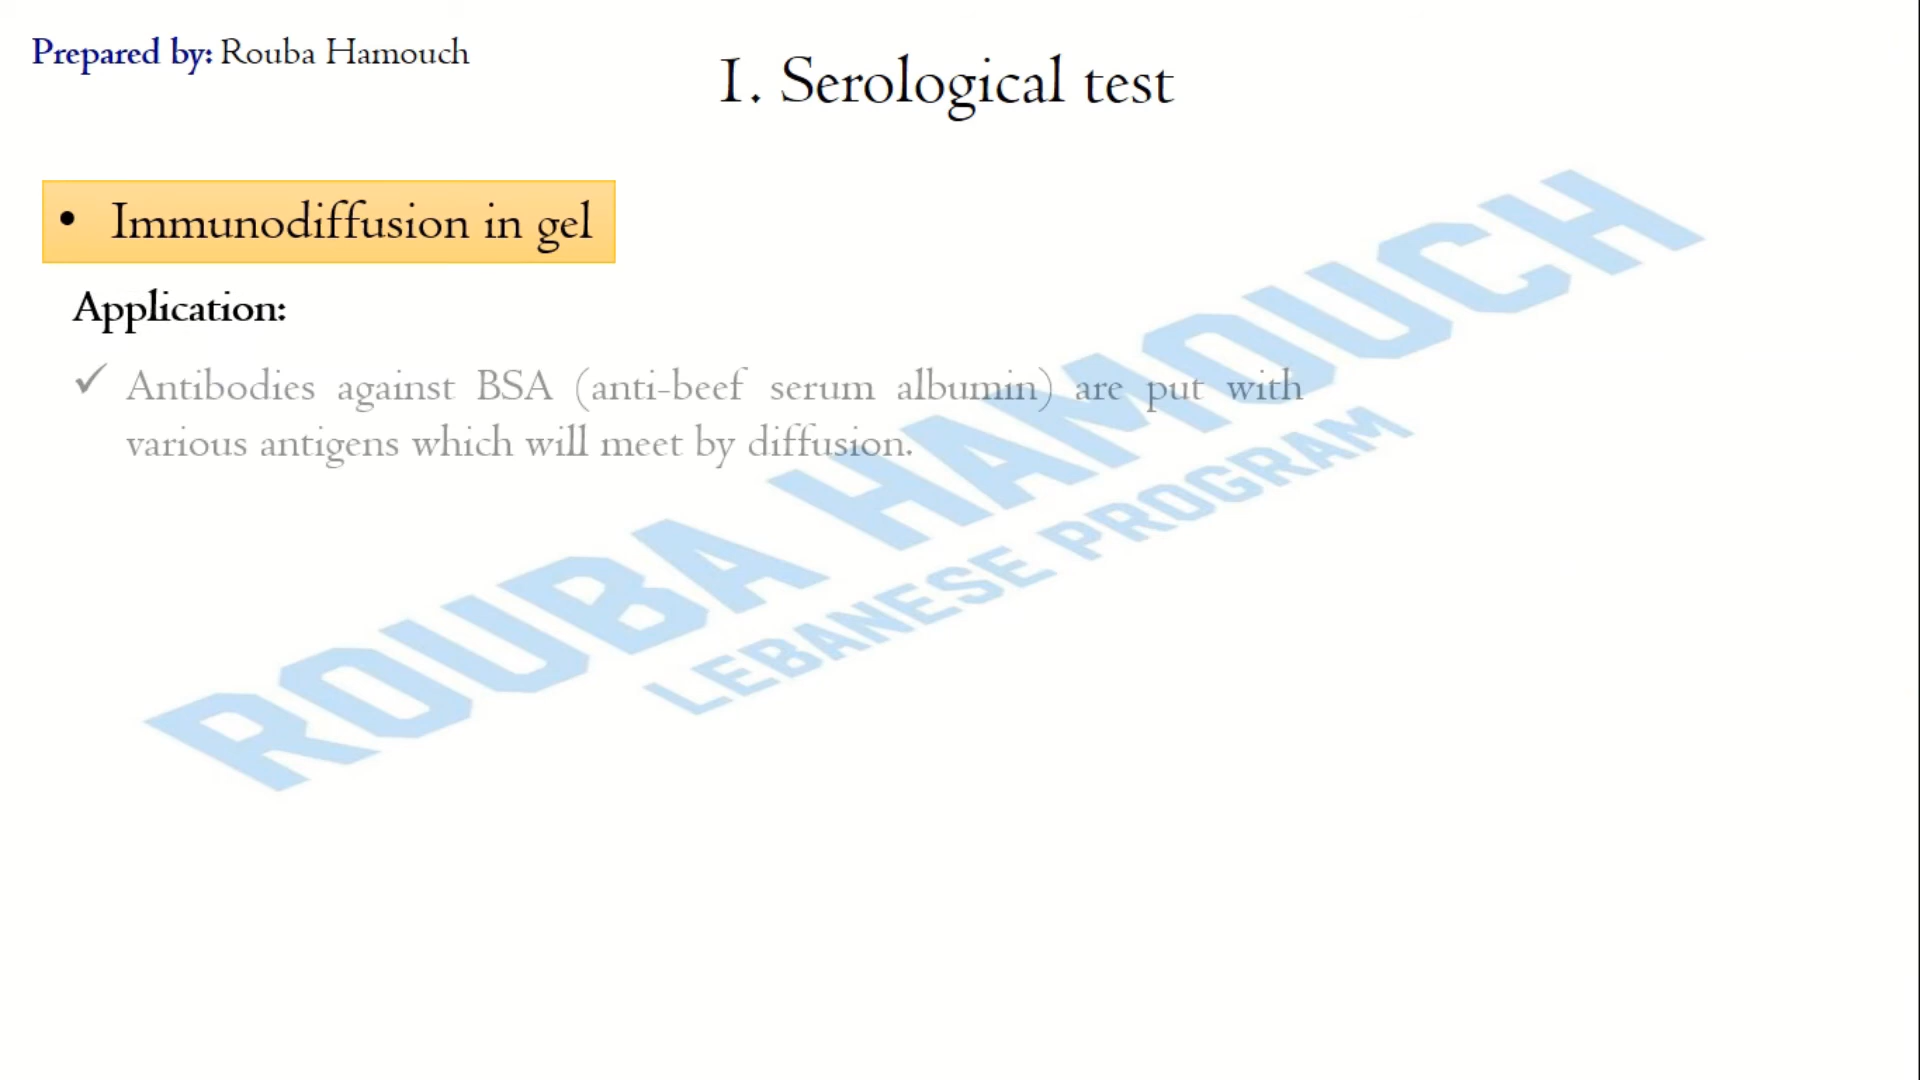 Prepared by: Rouba Hamouch
I. Serological test
• Immunodiffusion in gel
Application:
✓ Antibodies against BSA (anti-beef serum albumin) are put with
various antigens which will meet by diffusion.
ROUBA HAMOUCH
LEBANESE PROGRAM